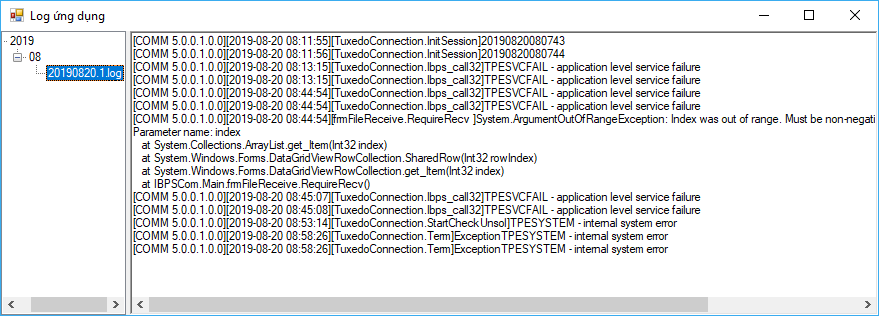 Log ứng dụng
2019
08
20190820.1.log
[COMM 5.0.0.1.0.0][2019-08-20 08:11:55][TuxedoConnection.InitSession]20190820080743
[COMM 5.0.0.1.0.0][2019-08-20 08:11:56][TuxedoConnection.InitSession]20190820080744
[COMM 5.0.0.1.0.0][2019-08-20 08:13:15][TuxedoConnection.Ibps_call32]TPESVCFAIL - application level service failure
[COMM 5.0.0.1.0.0][2019-08-20 08:13:15][TuxedoConnection.Ibps_call32]TPESVCFAIL - application level service failure
[COMM 5.0.0.1.0.0][2019-08-20 08:44:54][TuxedoConnection.Ibps_call32]TPESVCFAIL - application level service failure
[COMM 5.0.0.1.0.0][2019-08-20 08:44:54][TuxedoConnection.Ibps_call32]TPESVCFAIL - application level service failure
[COMM 5.0.0.1.0.0][2019-08-20 08:44:54][frmFileReceive.RequireRecv ]System.ArgumentOutOfRangeException: Index was out of range. Must be non-negati
Parameter name: index
at System.Collections.ArrayList.get_Item(Int32 index)
at System.Windows.Forms.DataGridViewRowCollection.SharedRow(Int32 rowIndex)
at System.Windows.Forms.DataGridViewRowCollection.get_Item(Int32 index)
at IBPSCom.Main.frmFileReceive.RequireRecv()
[COMM 5.0.0.1.0.0][2019-08-20 08:45:07][TuxedoConnection.Ibps_call32]TPESVCFAIL - application level service failure
[COMM 5.0.0.1.0.0][2019-08-20 08:45:08][TuxedoConnection.Ibps_call32]TPESVCFAIL - application level service failure
[COMM 5.0.0.1.0.0][2019-08-20 08:53:14][TuxedoConnection.StartCheckUnsol]TPESYSTEM - internal system error
[COMM 5.0.0.1.0.0][2019-08-20 08:58:26][TuxedoConnection.Term]ExceptionTPESYSTEM - internal system error
[COMM 5.0.0.1.0.0][2019-08-20 08:58:26][TuxedoConnection.Term]ExceptionTPESYSTEM - internal system error